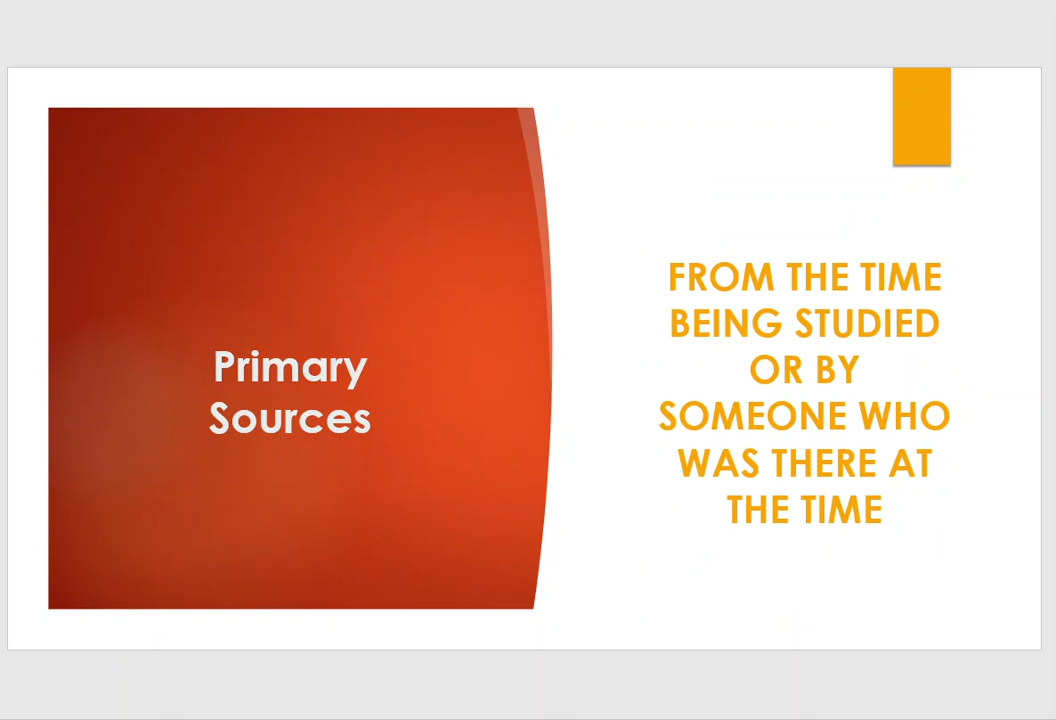 Primary
Sources
FROM THE TIME
BEING STUDIED
OR BY
SOMEONE WHO
WAS THERE AT
THE TIME